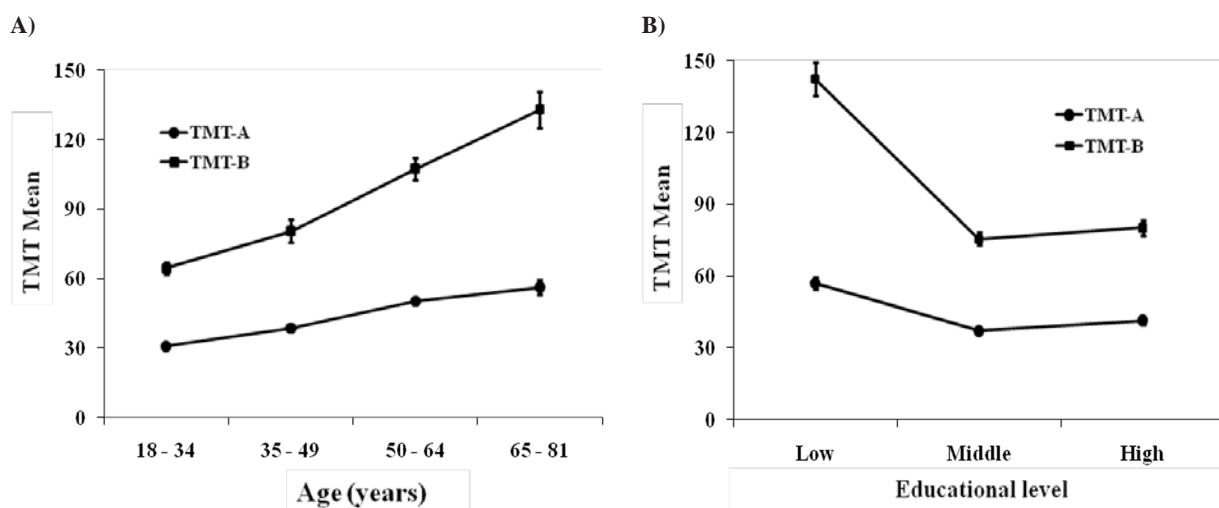 A)
150
120
90
60
30
0
TMT Mean
TMT-A
TMT-B
18 - 34 35 - 49 50 - 64 65 - 81
Age (years)
B)
150
120
90
60
30
0
TMT Mean
TMT-A
TMT-B
Low Middle High
Educational level